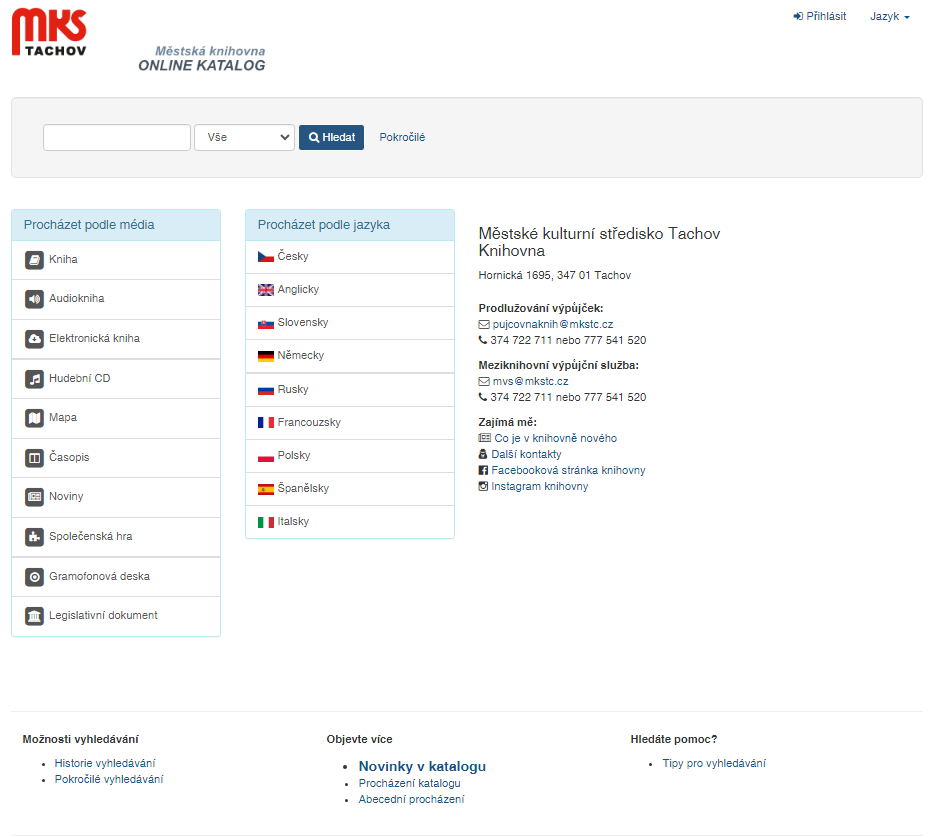 MKS
TACHOV
Městská knihovna
ONLINE KATALOG
Přihlásit Jazyk
Vše Hledat Pokročilé
Procházet podle média
Kniha
Audiokniha
Elektronická kniha
Hudební CD
Mapa
Časopis
Noviny
Společenská hra
Gramofonová deska
Legislativní dokument
Procházet podle jazyka
Česky
Anglicky
Slovensky
Německy
Rusky
Francouzsky
Polsky
Španělsky
Italsky
Městské kulturní středisko Tachov
Knihovna
Hornická 1695, 347 01 Tachov
Prodlužování výpůjček:
pujcovnaknih@mkstc.cz
374 722 711 nebo 777 541 520
Meziknihovní výpůjční služba:
mvs@mkstc.cz
374 722 711 nebo 777 541 520
Zajímá mě:
Co je v knihovně nového
Další kontakty
Facebooková stránka knihovny
Instagram knihovny
Možnosti vyhledávání
• Historie vyhledávání
• Pokročilé vyhledávání
Objevte více
• Novinky v katalogu
• Procházení katalogu
• Abecední procházení
Hledáte pomoc?
• Tipy pro vyhledávání